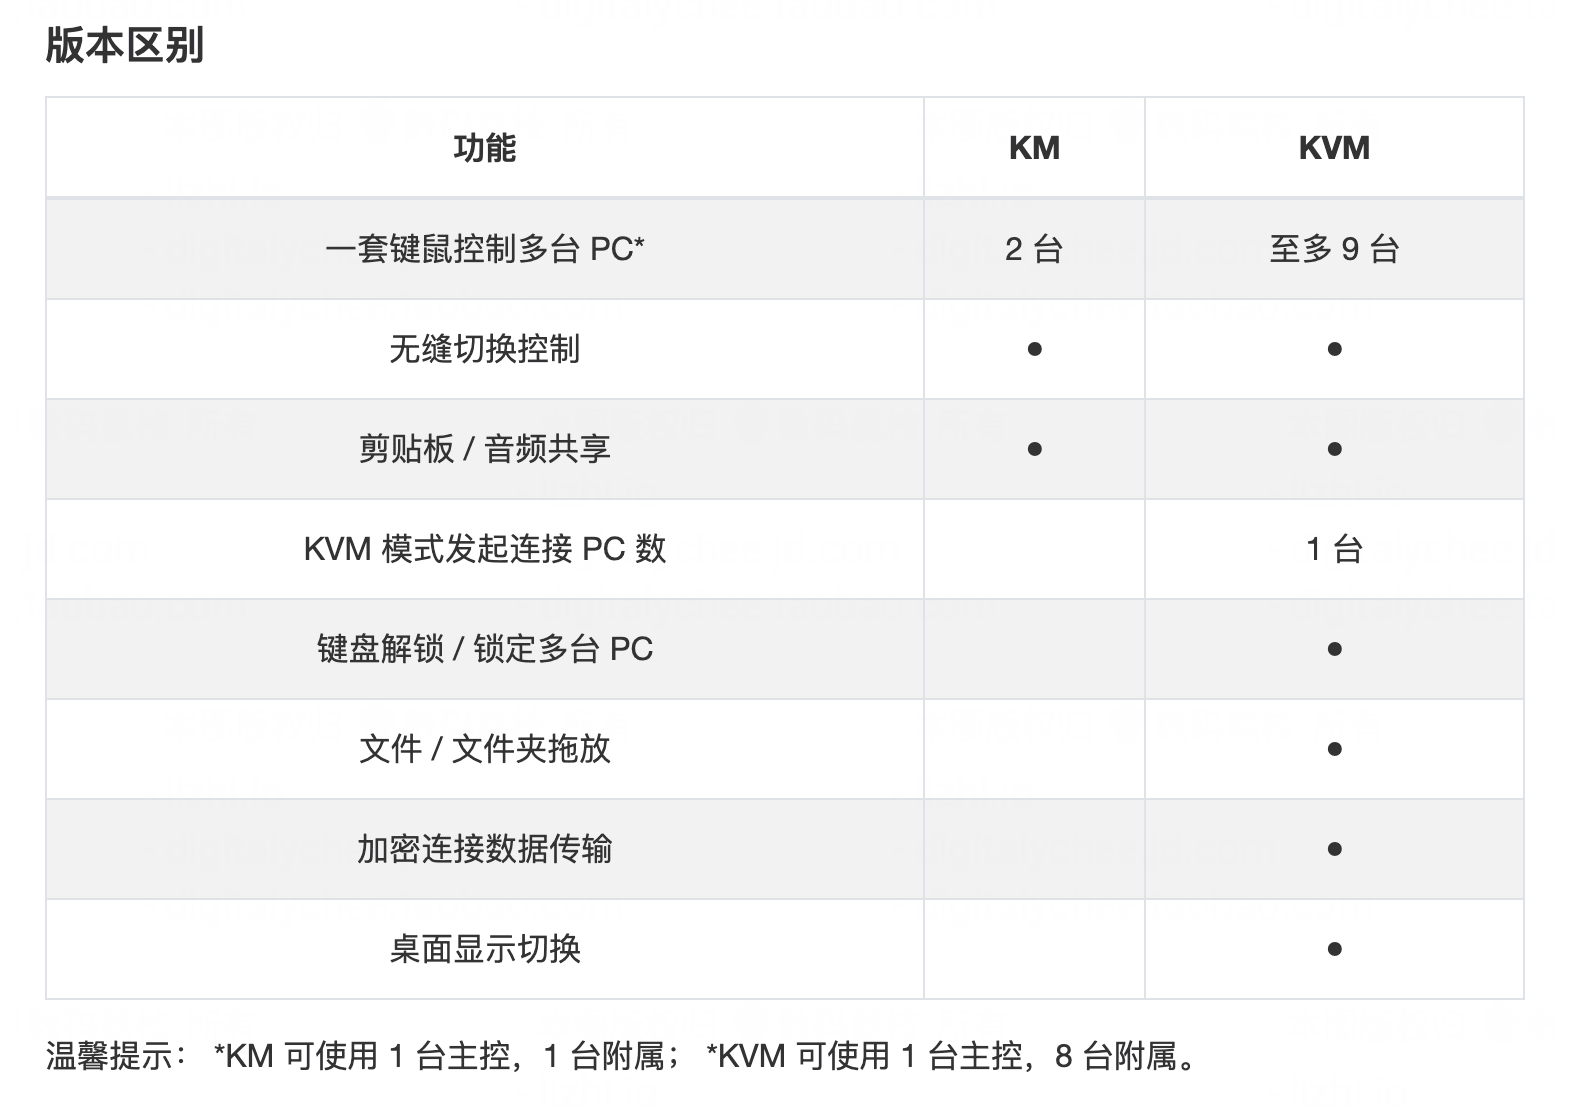 版本区别
功能 KM KVM
一套键鼠控制多台 PC* 2 台 至多 9 台
无缝切换控制 ● ●
剪贴板 / 音频共享 ● ●
KVM 模式发起连接 PC 数 1 台
键盘解锁 / 锁定多台 PC ●
文件 / 文件夹拖放 ●
加密连接数据传输 ●
桌面显示切换 ●
温馨提示： *KM 可使用 1 台主控，1 台附属； *KVM 可使用 1 台主控，8 台附属。